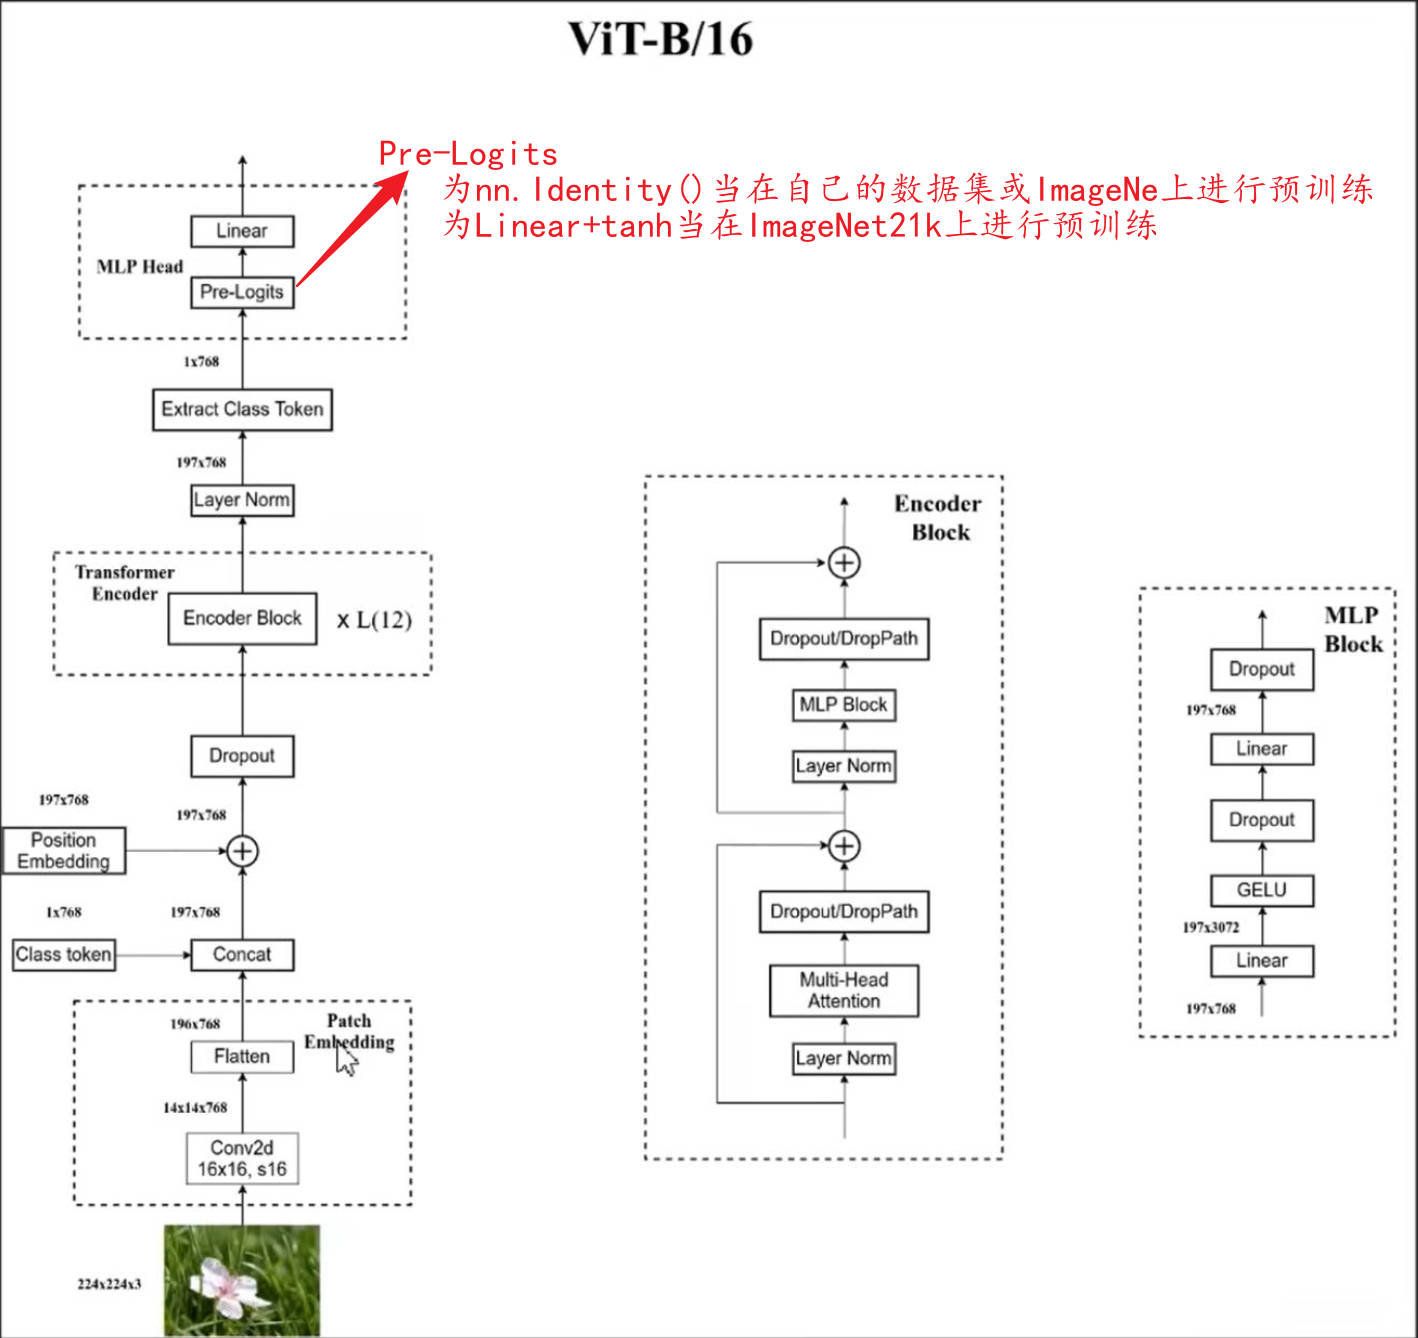 ViT-B/16
Pre-Logits
为nn.Identity()当在自己的数据集或ImageNe上进行预训练
为Linear+tanh当在ImageNet21k上进行预训练
Linear
MLP Head
Pre-Logits
1x768
Extract Class Token
197x768
Layer Norm
Transformer
Encoder
Encoder Block
x L(12)
Dropout
197x768
197x768
Position
Embedding
1x768
197x768
Class token
Concat
196x768
Patch
Embedding
Flatten
14x14x768
Conv2d
16x16, s16
224x224x3
Encoder
Block
Dropout/DropPath
MLP Block
Layer Norm
Dropout/DropPath
Multi-Head
Attention
Layer Norm
MLP
Block
Dropout
197x768
Linear
Dropout
GELU
197x3072
Linear
197x768